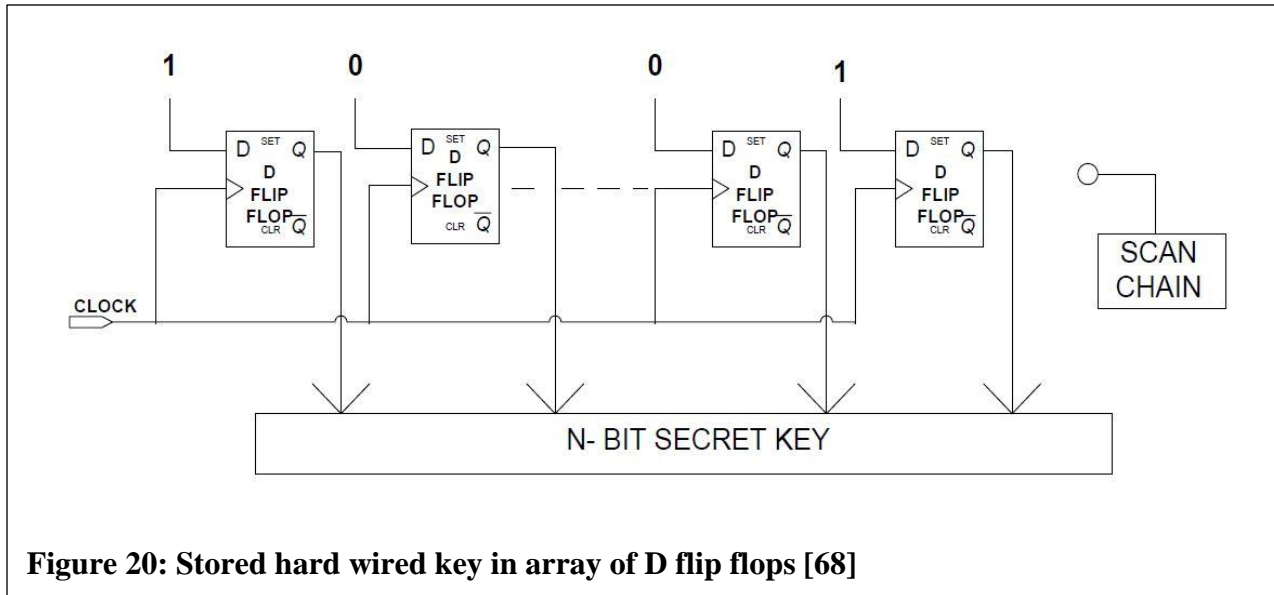 1 0 0 1
D SET Q
D
FLIP
FLOP
CLR Q
D SET Q
D
FLIP
FLOP
CLR Q
D SET Q
D
FLIP
FLOP
CLR Q
D SET Q
D
FLIP
FLOP
CLR Q
SCAN
CHAIN
CLOCK
N- BIT SECRET KEY
Figure 20: Stored hard wired key in array of D flip flops [68]